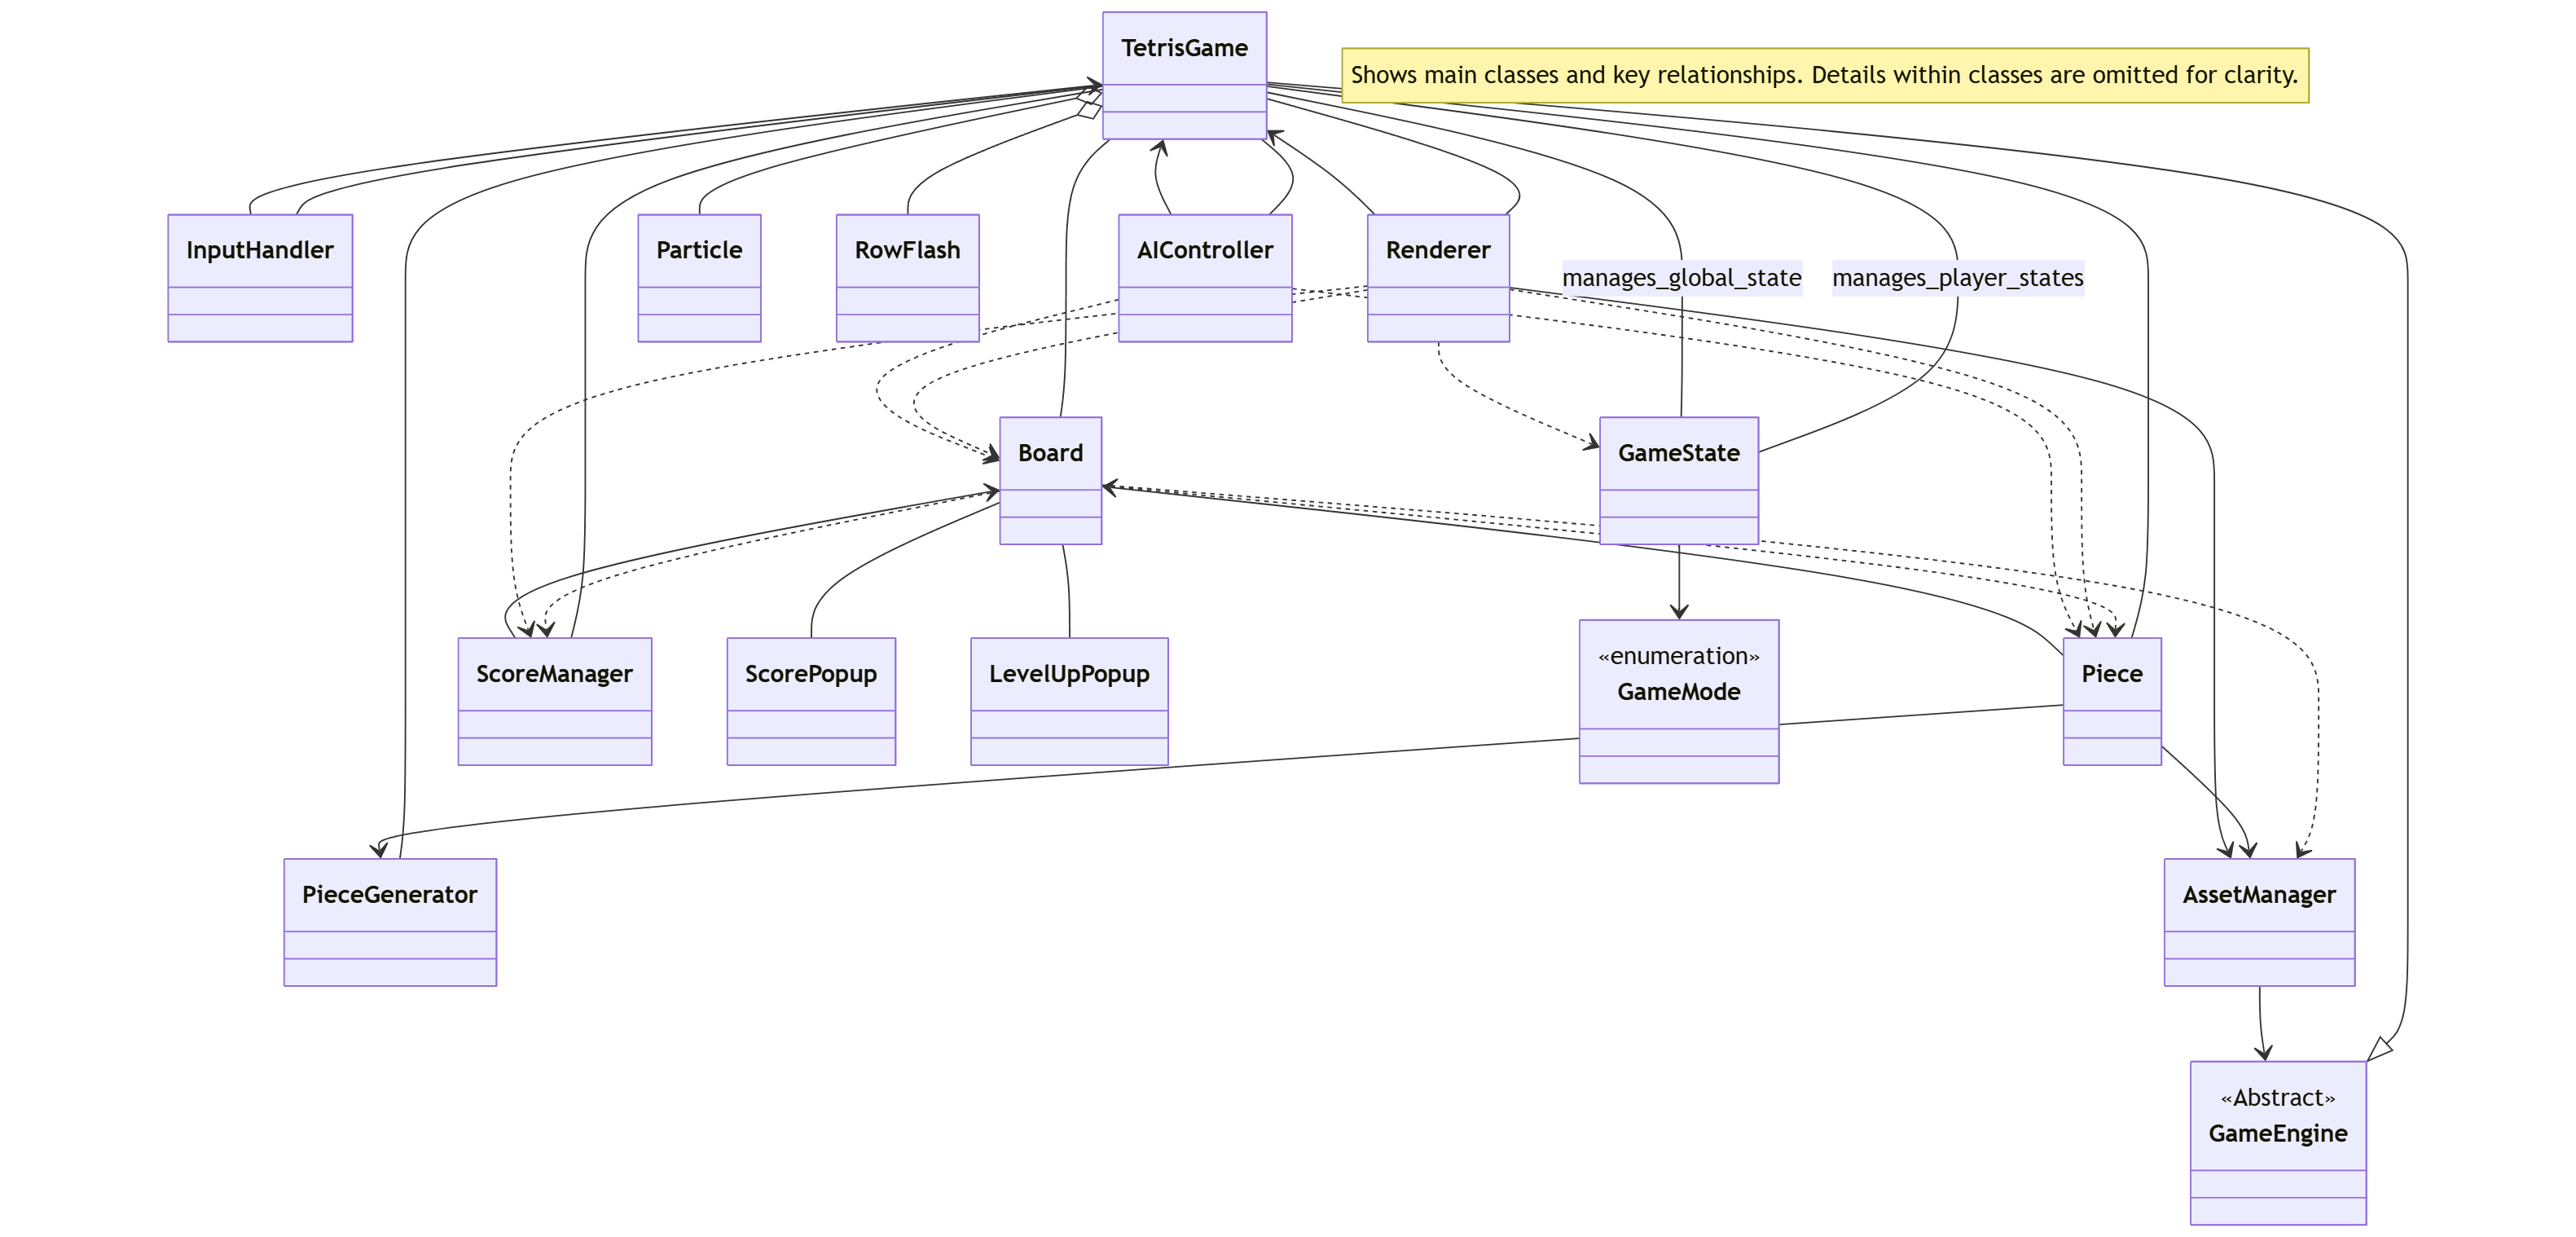 TetrisGame
Shows main classes and key relationships. Details within classes are omitted for clarity.
InputHandler
Particle
RowFlash
AIController
Renderer
manages_global_state
manages_player_states
Board
GameState
ScoreManager
ScorePopup
LevelUpPopup
«enumeration»
GameMode
Piece
PieceGenerator
AssetManager
«Abstract»
GameEngine